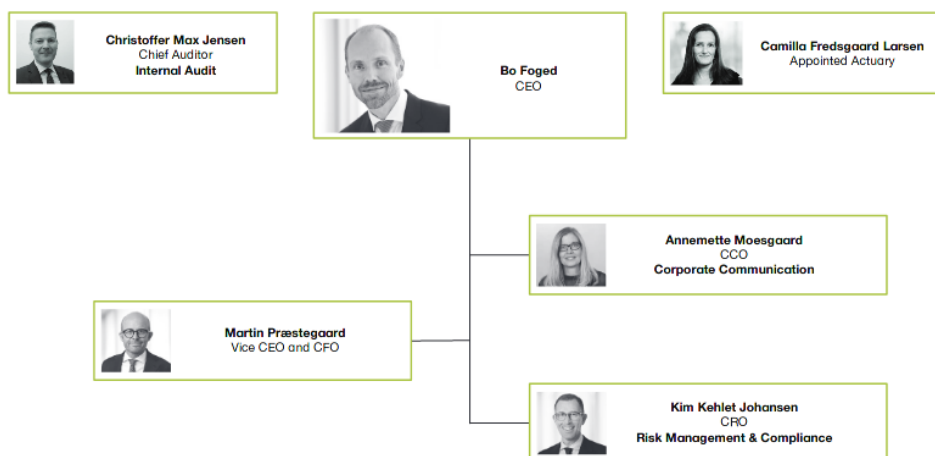 Christoffer Max Jensen
Chief Auditor
Internal Audit
Bo Foged
CEO
Camilla Fredsgaard Larsen
Appointed Actuary
Annemette Moesgaard
CCO
Corporate Communication
Martin Præstegaard
Vice CEO and CFO
Kim Kehlet Johansen
CRO
Risk Management & Compliance